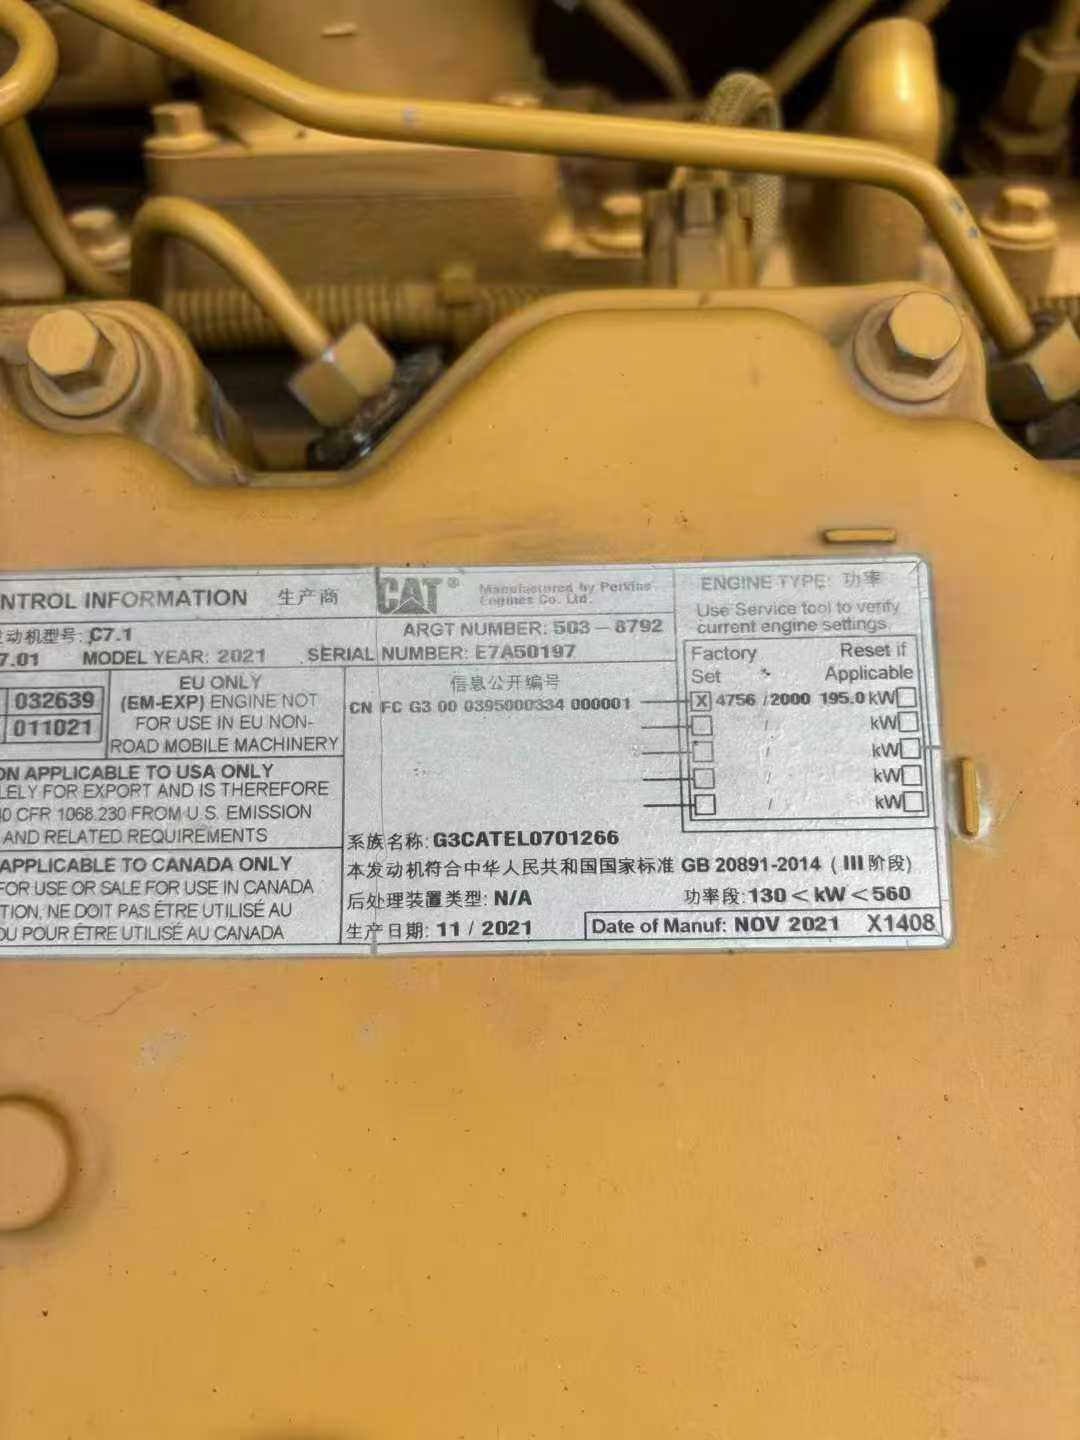 NTROL INFORMATION 生产商
CAT® Manufactured by Perkins
Engines Co. Ltd.
发动机型号: C7.1
ARGT NUMBER: 503-8792
7.01 MODEL YEAR: 2021 SERIAL NUMBER: E7A50197
032639
011021
EU ONLY
(EM-EXP) ENGINE NOT
FOR USE IN EU NON-
ROAD MOBILE MACHINERY
ON APPLICABLE TO USA ONLY
LELY FOR EXPORT AND IS THEREFORE
40 CFR 1068.230 FROM U.S. EMISSION
AND RELATED REQUIREMENTS
APPLICABLE TO CANADA ONLY
FOR USE OR SALE FOR USE IN CANADA
TION, NE DOIT PAS ÊTRE UTILISÉ AU
OU POUR ÊTRE UTILISÉ AU CANADA
信息公开编号
CN FC G3 00 0395000334 000001
系族名称: G3CATEL0701266
本发动机符合中华人民共和国国家标准 GB 20891-2014 (III 阶段)
后处理装置类型: N/A
功率段: 130<kW<560
生产日期: 11 / 2021
Date of Manuf: NOV 2021 X1408
ENGINE TYPE: 功率
Use Service tool to verify
current engine settings.
Factory Reset if
Set Applicable
X 4756 / 2000 195.0 kW
/ kW
/ kW
/ kW
/ kW